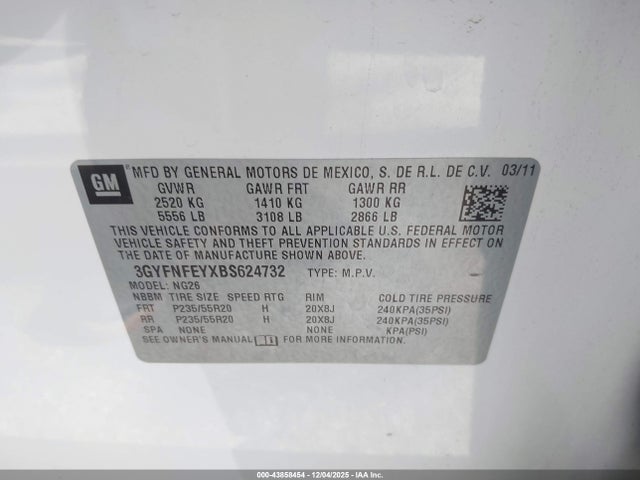 GM
MFD BY GENERAL MOTORS DE MEXICO, S. DE R.L. DE C.V. 03/11
GVWR GAWR FRT GAWR RR
2520 KG 1410 KG 1300 KG
5556 LB 3108 LB 2866 LB
THIS VEHICLE CONFORMS TO ALL APPLICABLE U.S. FEDERAL MOTOR
VEHICLE SAFETY AND THEFT PREVENTION STANDARDS IN EFFECT ON
THE DATE OF MANUFACTURE SHOWN ABOVE.
3GYFNFEYXBS624732 TYPE: M.P.V.
MODEL: NG26
NBBM TIRE SIZE SPEED RTG RIM COLD TIRE PRESSURE
FRT P235/55R20 H 20X8J 240KPA(35PSI)
RR P235/55R20 H 20X8J 240KPA(35PSI)
SPA NONE NONE KPA(PSI)
SEE OWNER'S MANUAL FOR MORE INFORMATION.
000-43858454 | 12/04/2025 - IAA, Inc.